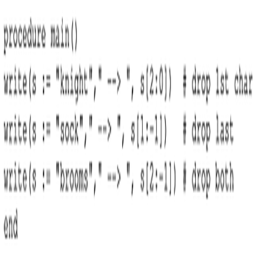 procedure main()
write(s := "knight"," --> ", s[2:0]) # drop 1st char
write(s := "sock"," --> ", s[1:-1]) # drop last
write(s := "brooms"," --> ", s[2:-1]) # drop both
end